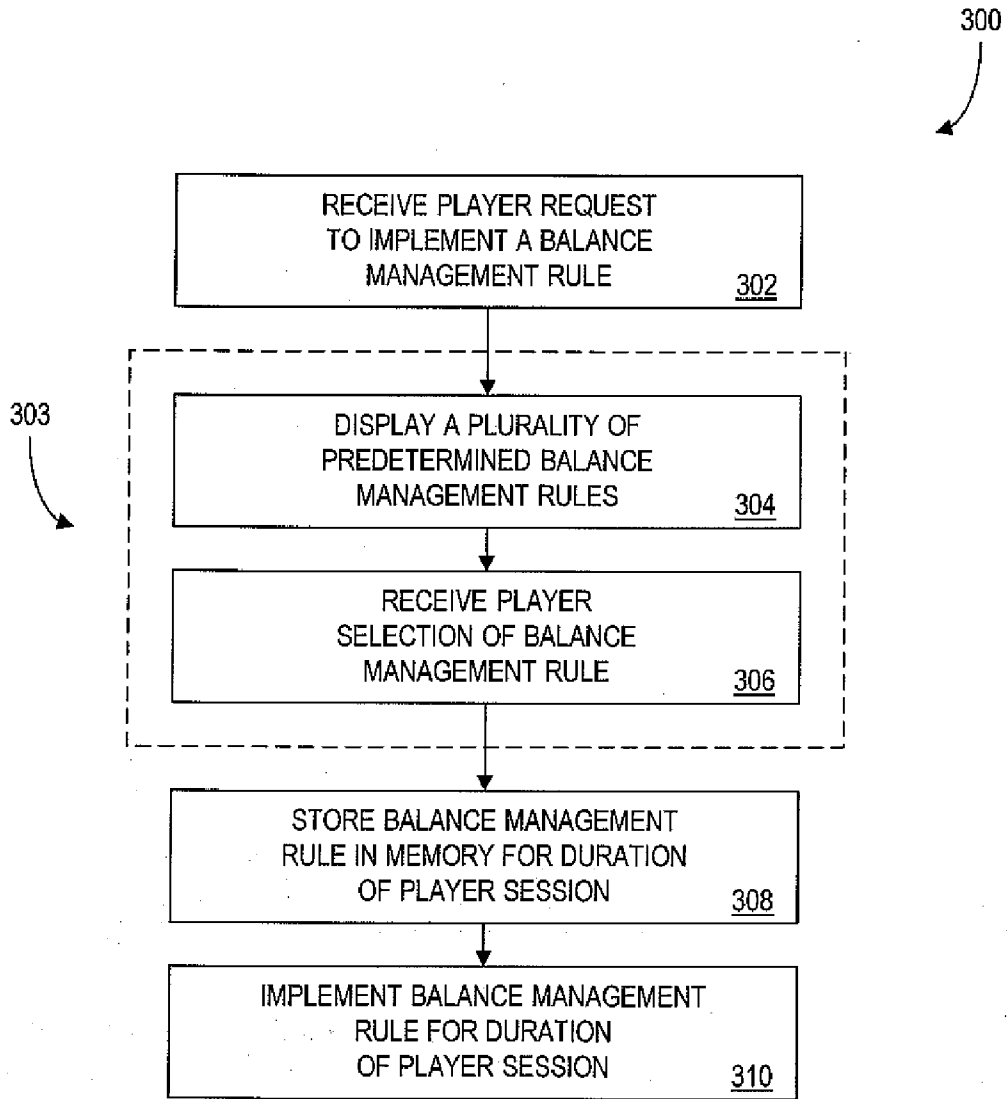 300
RECEIVE PLAYER REQUEST
TO IMPLEMENT A BALANCE
MANAGEMENT RULE
302
303
DISPLAY A PLURALITY OF
PREDETERMINED BALANCE
MANAGEMENT RULES
304
RECEIVE PLAYER
SELECTION OF BALANCE
MANAGEMENT RULE
306
STORE BALANCE MANAGEMENT
RULE IN MEMORY FOR DURATION
OF PLAYER SESSION
308
IMPLEMENT BALANCE MANAGEMENT
RULE FOR DURATION
OF PLAYER SESSION
310